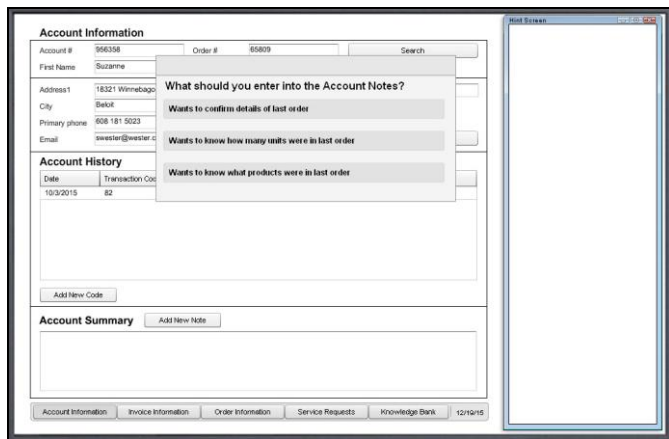 Hint Screen
Account Information
Account # 956358 Order # 65809 Search
First Name Suzanne
What should you enter into the Account Notes?
Address1 18321 Winnebago
Wants to confirm details of last order
City Beloit
Primary phone 608 181 5023
Email swester@wester.c
Wants to know how many units were in last order
Account History
Wants to know what products were in last order
Date Transaction Coo
10/3/2015 82
Add New Code
Account Summary Add New Note
Account Information Invoice Information Order Information Service Requests Knowledge Bank 12/19/15